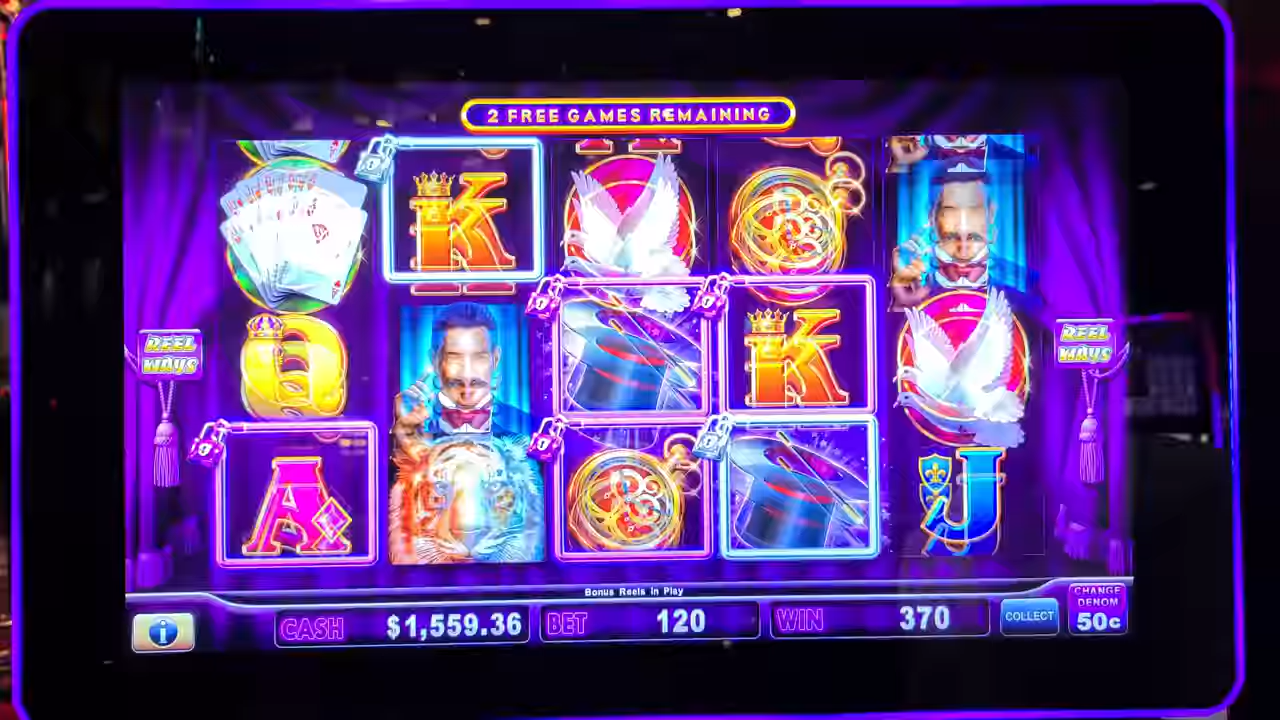 2 FREE GAMES REMAINING
K
REEL
WAYS
Q
K
REEL
WAYS
A
J
Bonus Reels In Play
CASH $1,559.36
BET 120
WIN 370
COLLECT
CHANGE
DENOM
50¢
i